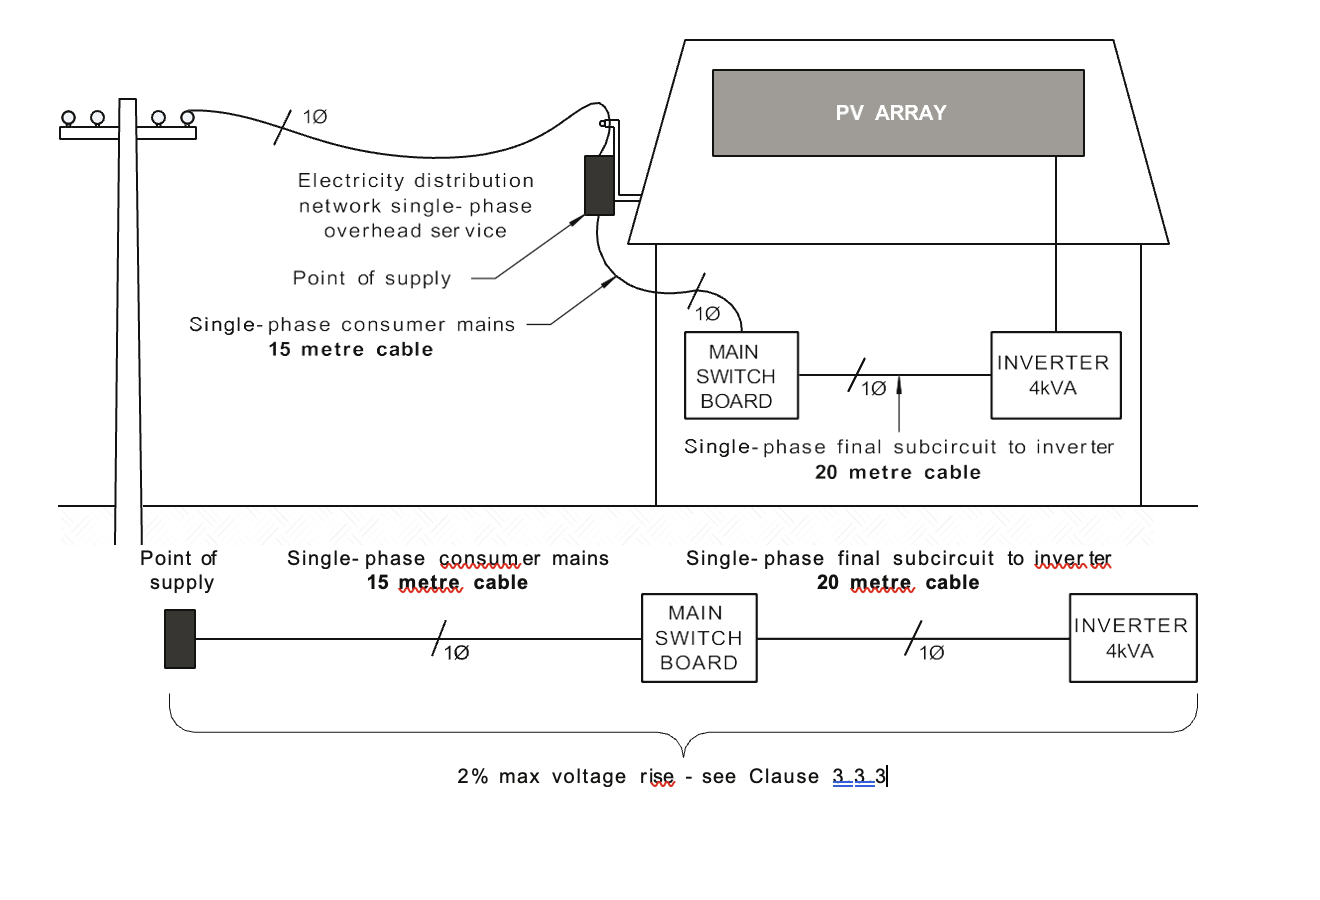 PV ARRAY
1Ø
Electricity distribution
network single-phase
overhead service
Point of supply
Single-phase consumer mains
15 metre cable
1Ø
MAIN
SWITCH
BOARD
1Ø
INVERTER
4kVA
Single-phase final subcircuit to inverter
20 metre cable
Point of
supply
Single-phase consumer mains
15 metre cable
Single-phase final subcircuit to inverter
20 metre cable
1Ø
MAIN
SWITCH
BOARD
1Ø
INVERTER
4kVA
2% max voltage rise - see Clause 3 3 3